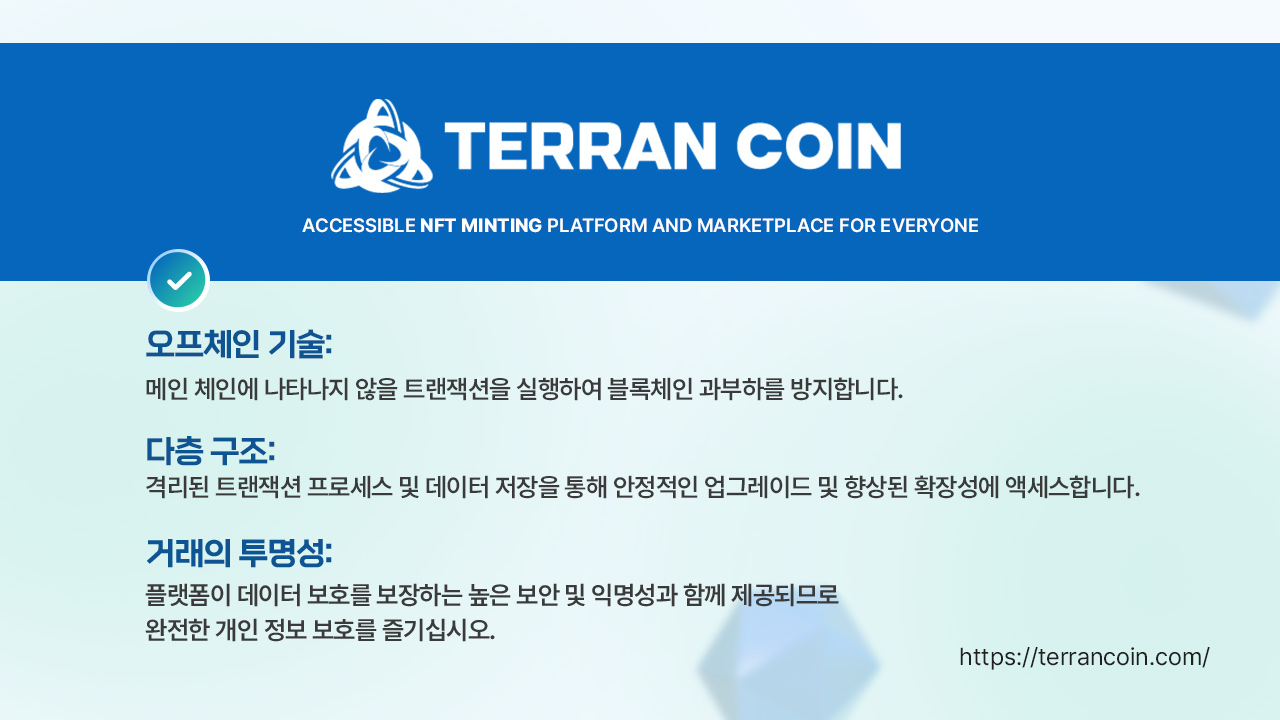 TERRAN COIN
ACCESSIBLE NFT MINTING PLATFORM AND MARKETPLACE FOR EVERYONE
오프체인 기술:
메인 체인에 나타나지 않을 트랜잭션을 실행하여 블록체인 과부하를 방지합니다.
다층 구조:
격리된 트랜잭션 프로세스 및 데이터 저장을 통해 안정적인 업그레이드 및 향상된 확장성에 액세스합니다.
거래의 투명성:
플랫폼이 데이터 보호를 보장하는 높은 보안 및 익명성과 함께 제공되므로
완전한 개인 정보 보호를 즐기십시오.
https://terrancoin.com/